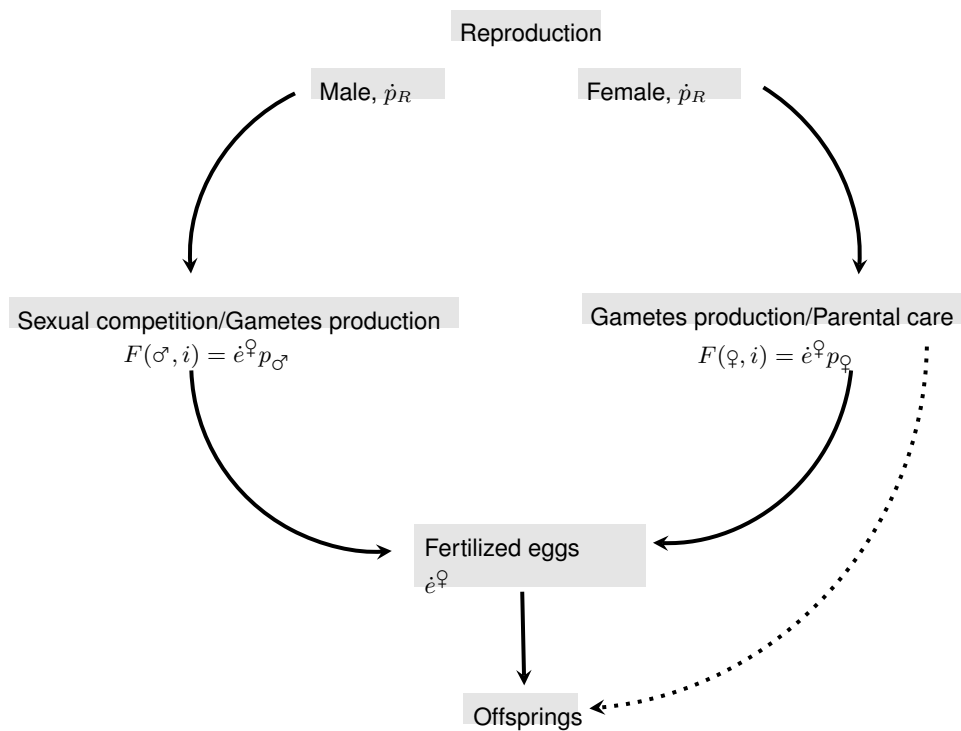 Reproduction
Male, ṗ_R
Female, ṗ_R
Sexual competition/Gametes production
F(♂, i) = ė^♀ p_♂
Gametes production/Parental care
F(♀, i) = ė^♀ p_♀
Fertilized eggs
ė^♀
Offsprings